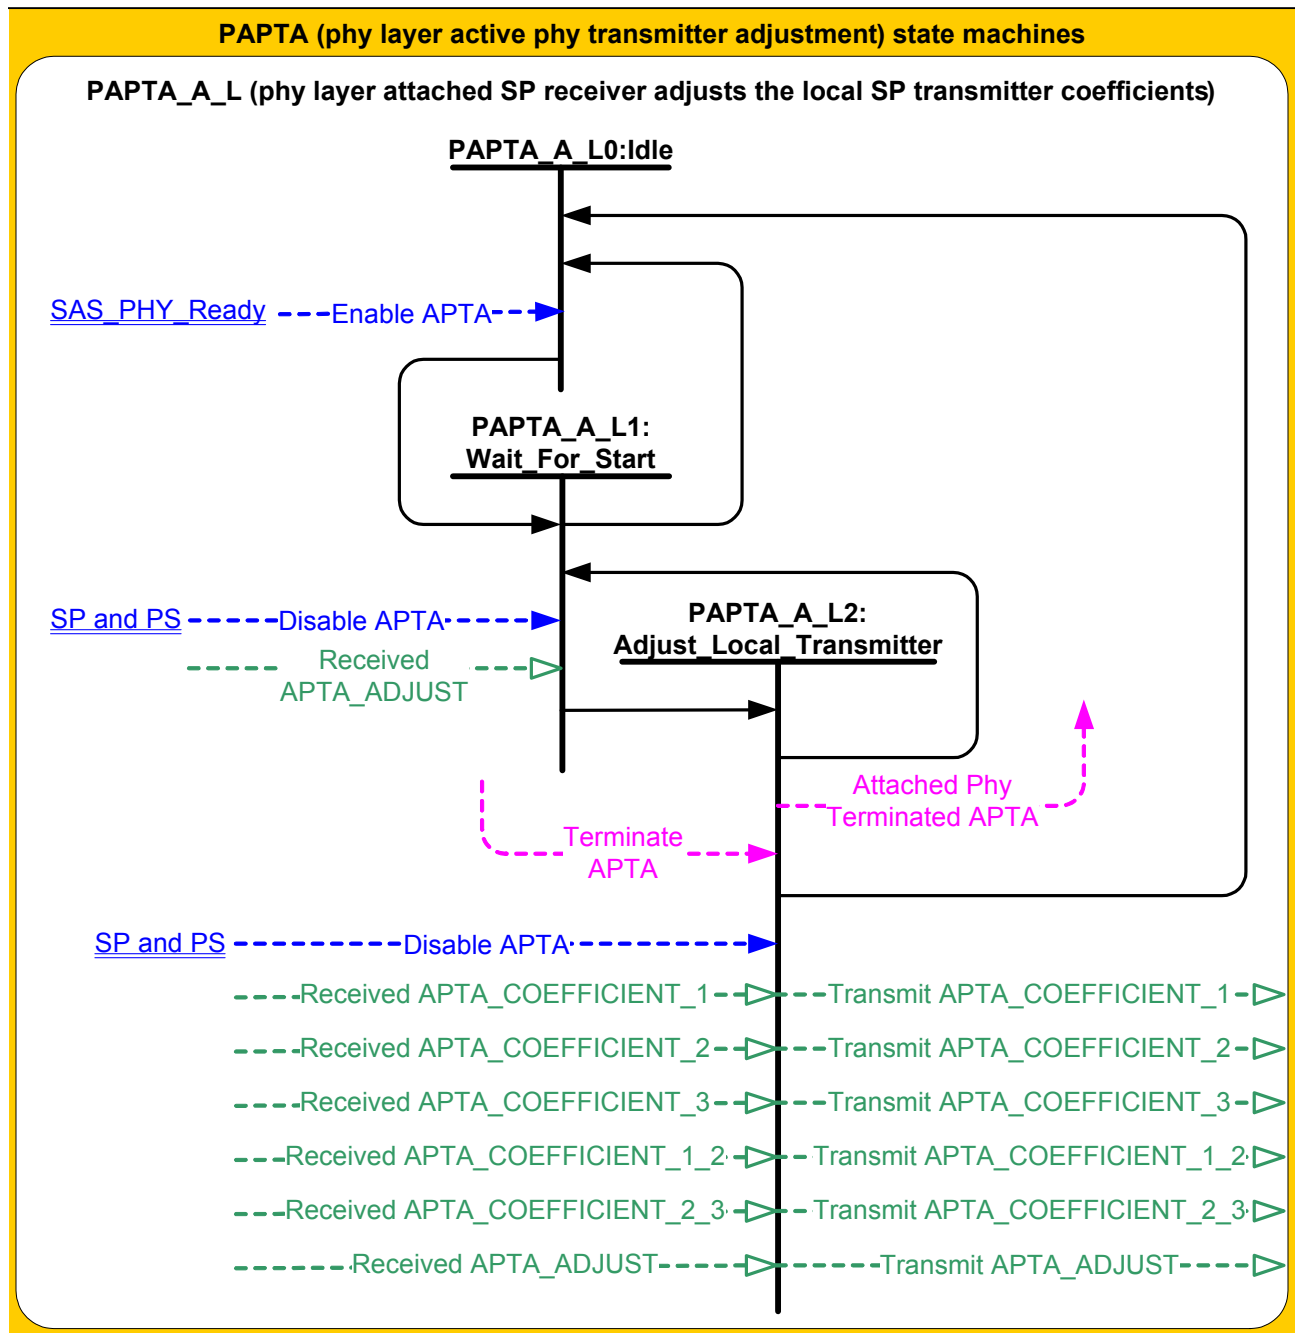 PAPTA (phy layer active phy transmitter adjustment) state machines
PAPTA_A_L (phy layer attached SP receiver adjusts the local SP transmitter coefficients)
PAPTA_A_L0:Idle
SAS_PHY_Ready
Enable APTA
PAPTA_A_L1:
Wait_For_Start
SP and PS
Disable APTA
Received
APTA_ADJUST
PAPTA_A_L2:
Adjust_Local_Transmitter
Attached Phy
Terminated APTA
Terminate
APTA
SP and PS
Disable APTA
Received APTA_COEFFICIENT_1
Transmit APTA_COEFFICIENT_1
Received APTA_COEFFICIENT_2
Transmit APTA_COEFFICIENT_2
Received APTA_COEFFICIENT_3
Transmit APTA_COEFFICIENT_3
Received APTA_COEFFICIENT_1_2
Transmit APTA_COEFFICIENT_1_2
Received APTA_COEFFICIENT_2_3
Transmit APTA_COEFFICIENT_2_3
Received APTA_ADJUST
Transmit APTA_ADJUST